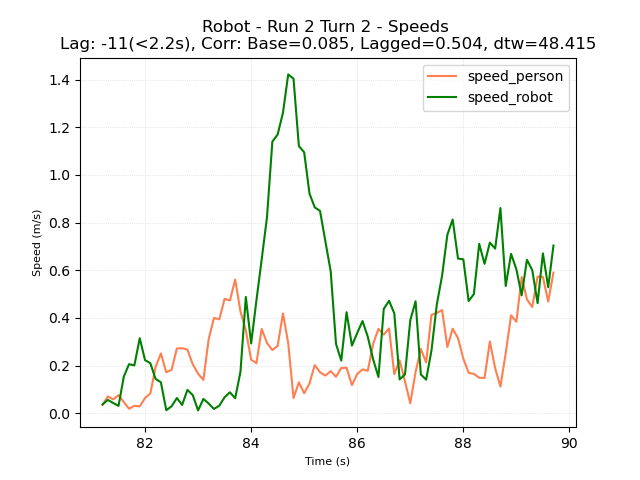 Robot - Run 2 Turn 2 - Speeds
Lag: -11(<2.2s), Corr: Base=0.085, Lagged=0.504, dtw=48.415
speed_person
speed_robot
1.4
1.2
1.0
0.8
0.6
0.4
0.2
0.0
Speed (m/s)
82 84 86 88 90
Time (s)